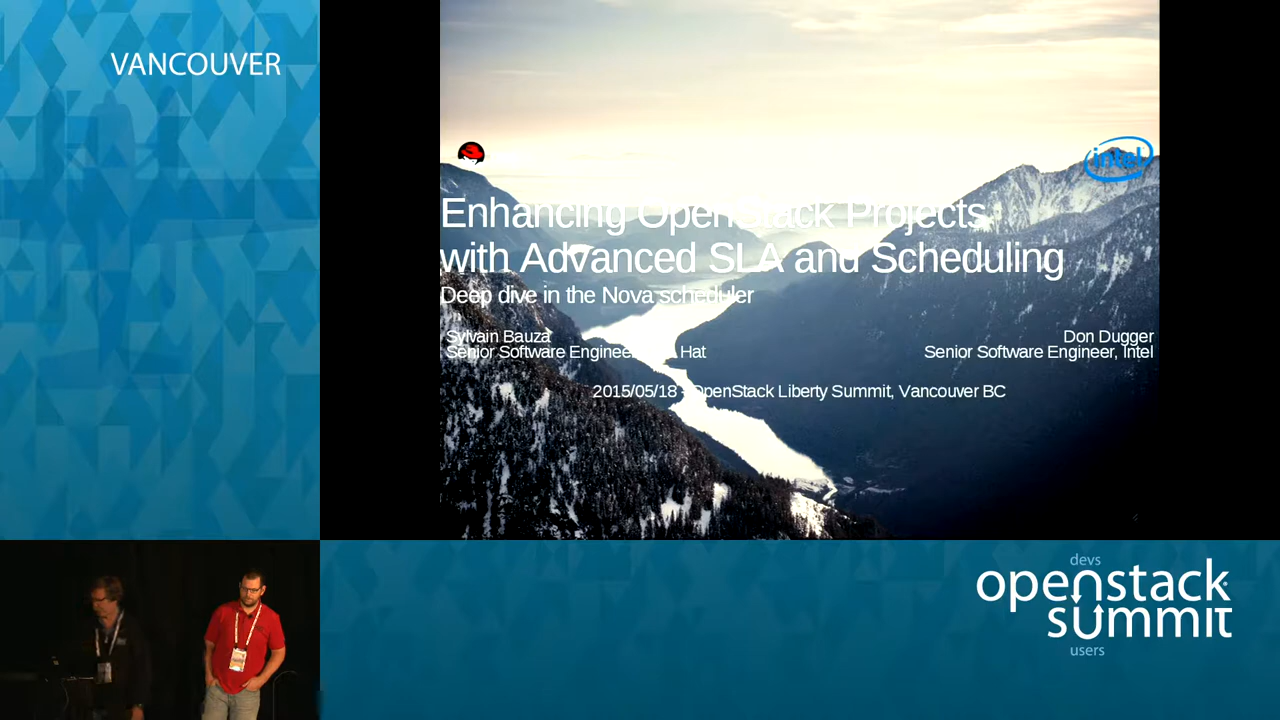 VANCOUVER
intel
Enhancing OpenStack Projects
with Advanced SLA and Scheduling
Deep dive in the Nova scheduler
Sylvain Bauza
Senior Software Engineer, Hat
Don Dugger
Senior Software Engineer, Intel
2015/05/18 - OpenStack Liberty Summit, Vancouver BC
devs
openstack
summit
users